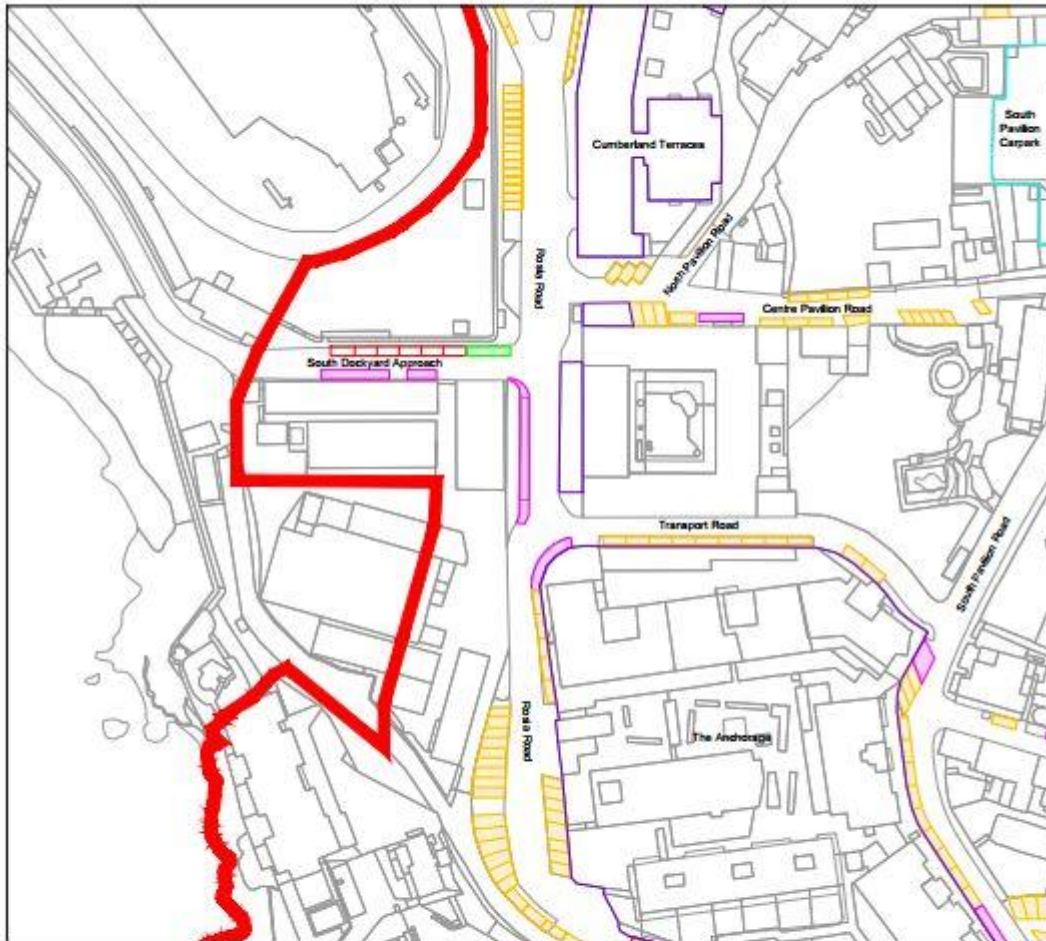 South
Pavilion
Carpark
Cumberland Terraces
North Pavilion Road
Rosia Road
Centre Pavilion Road
South Dockyard Approach
Transport Road
South Pavilion Road
Rosia Road
The Anchorage